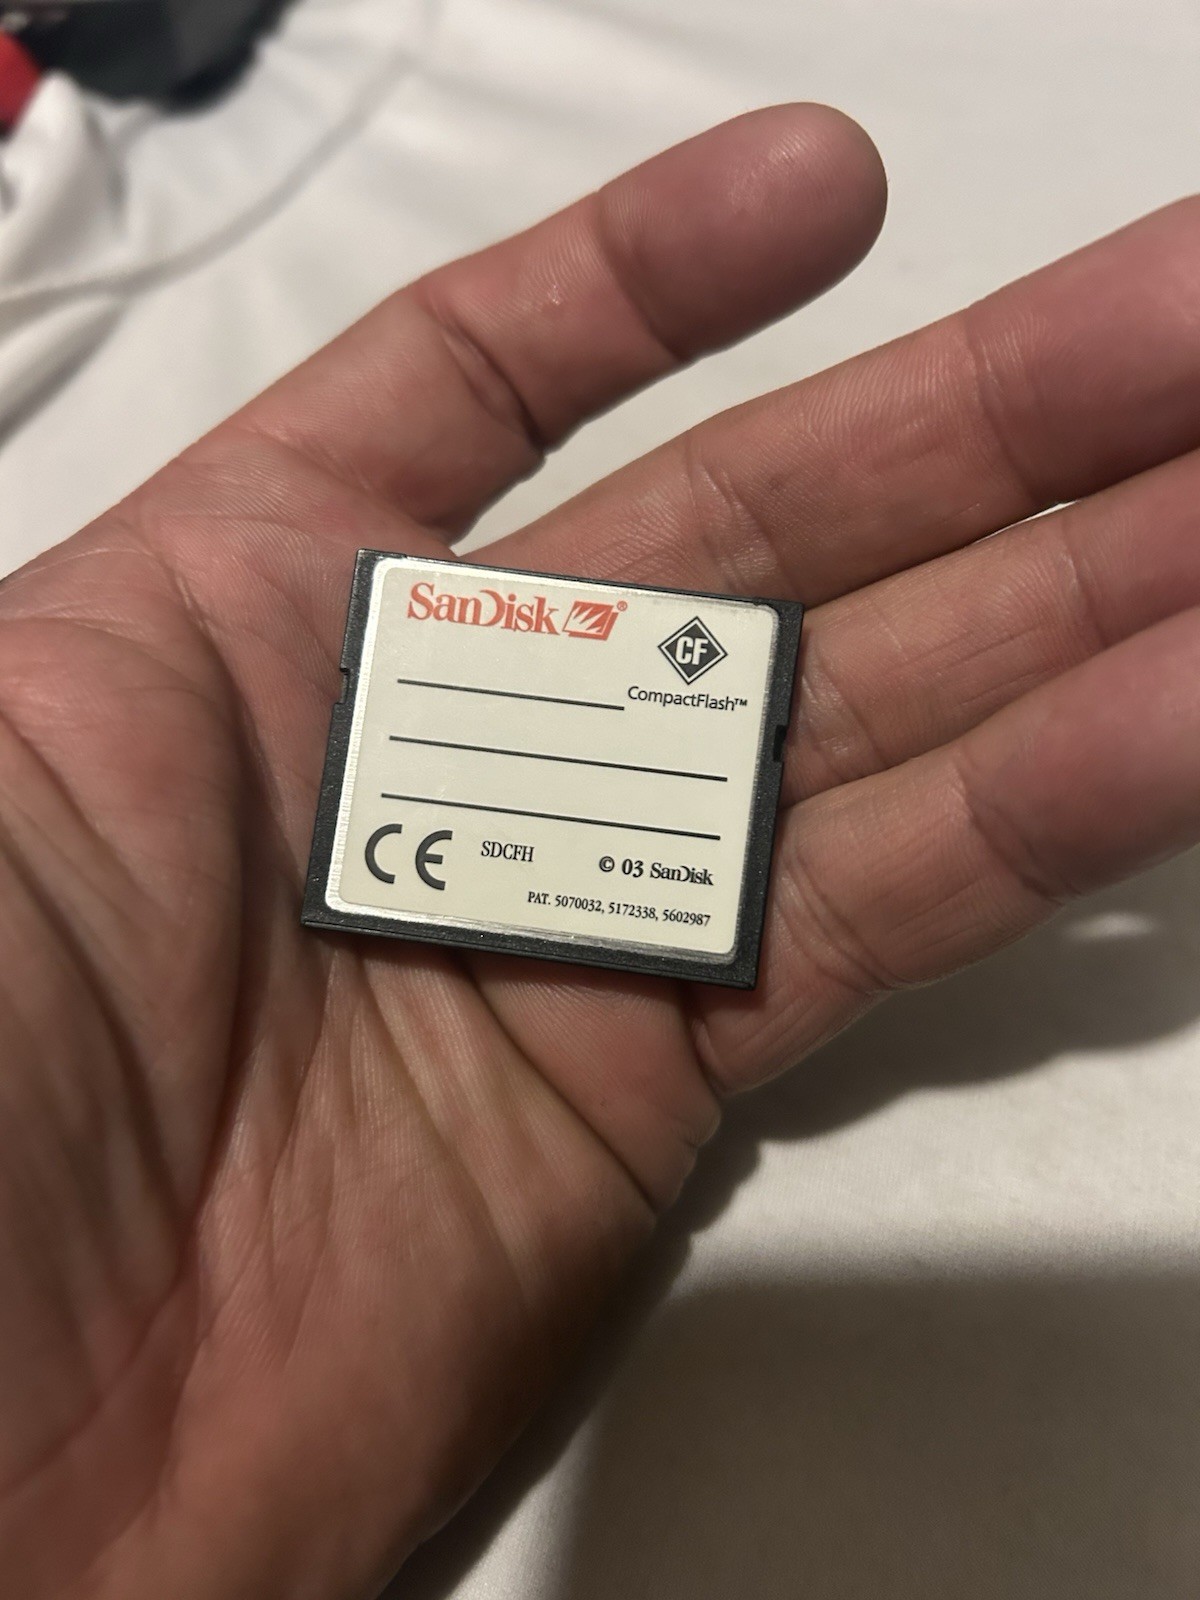 SanDisk ®
CF
CompactFlash™
CE SDCFH © 03 SanDisk
PAT. 5070032, 5172338, 5602987